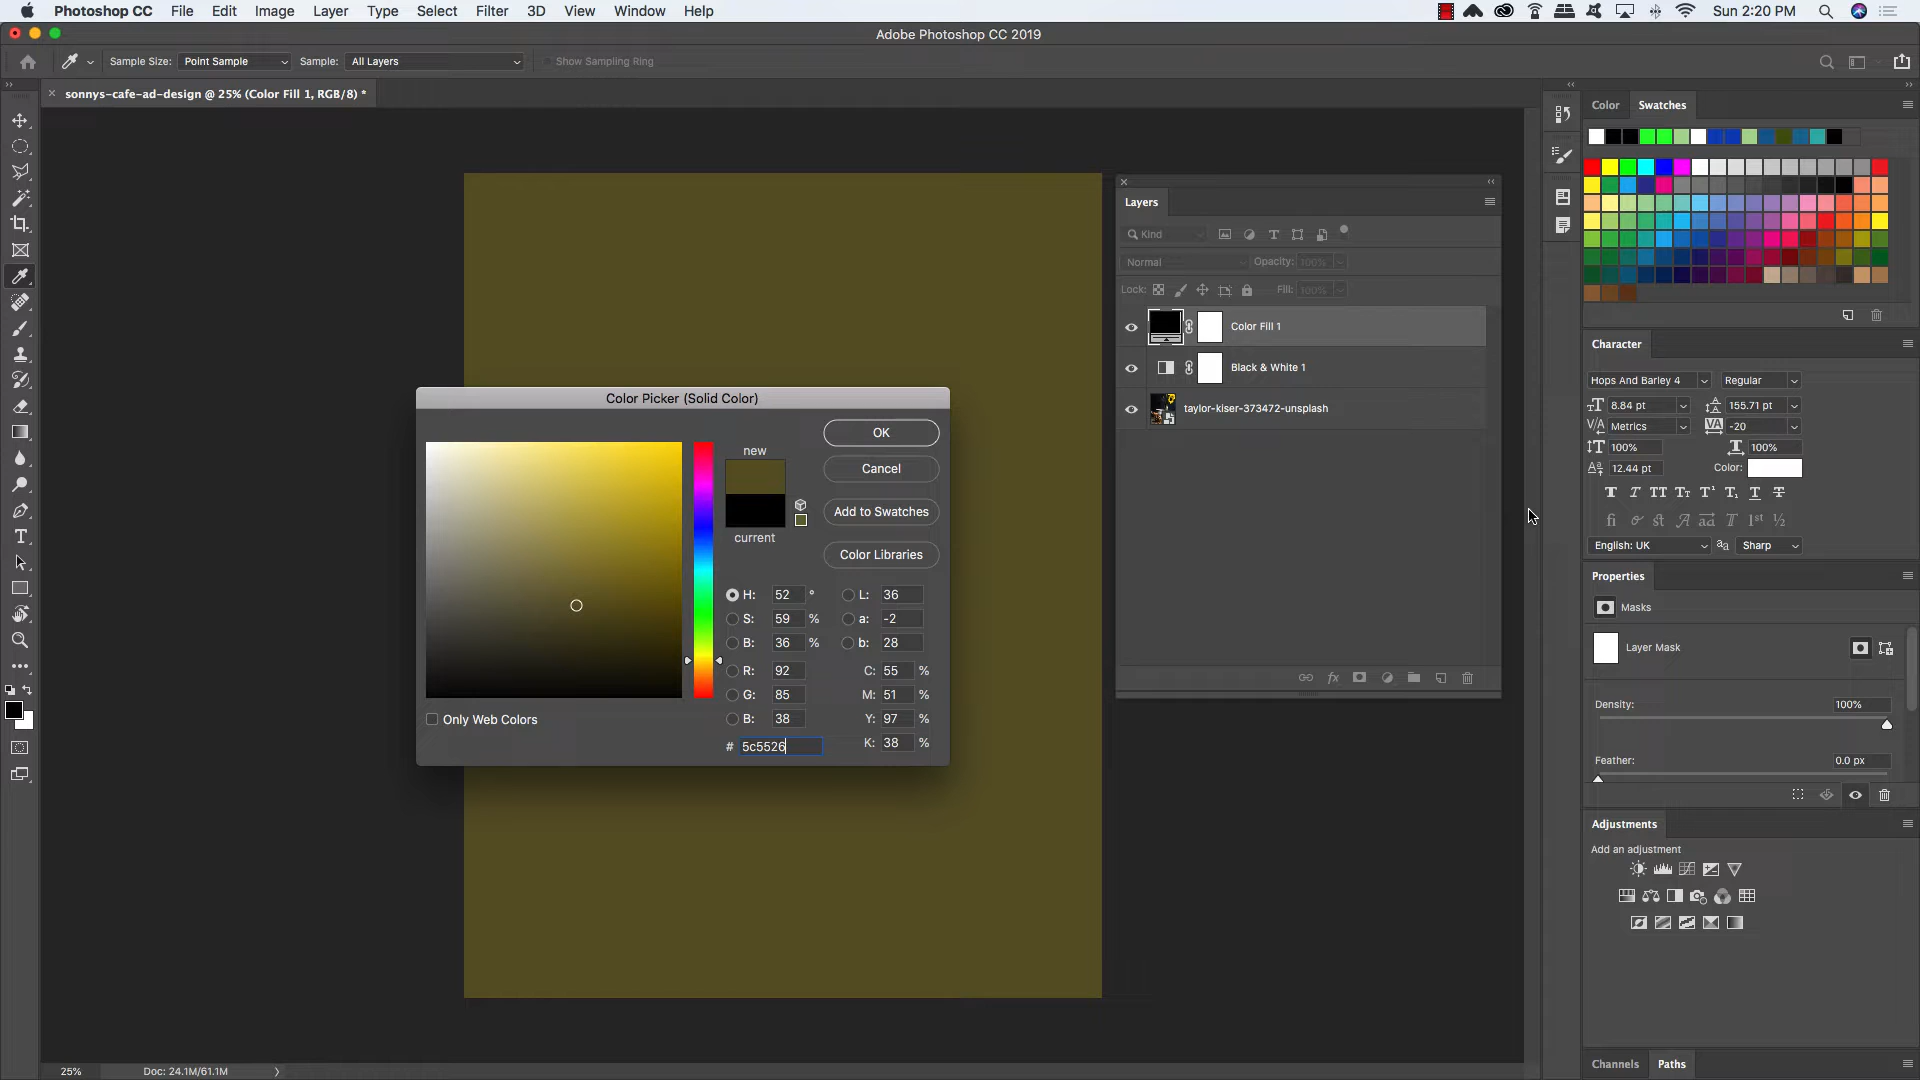 Photoshop CC File Edit Image Layer Type Select Filter 3D View Window Help Sun 2:20 PM
Adobe Photoshop CC 2019
Sample Size: Point Sample Sample: All Layers Show Sampling Ring
sonnys-cafe-ad-design @ 25% (Color Fill 1, RGB/8) *
Color Swatches
Layers
Kind
Normal Opacity: 100%
Lock: Fill: 100%
Color Fill 1
Black & White 1
taylor-kiser-373472-unsplash
Color Picker (Solid Color)
new
current
OK
Cancel
Add to Swatches
Color Libraries
H: 52 ° L: 36
S: 59 % a: -2
B: 36 % b: 28
R: 92 C: 55 %
G: 85 M: 51 %
B: 38 Y: 97 %
# 5c5526 K: 38 %
Only Web Colors
Character
Hops And Barley 4 Regular
8.84 pt 155.71 pt
Metrics -20
100% 100%
12.44 pt Color:
English: UK Sharp
Properties
Masks
Layer Mask
Density: 100%
Feather: 0.0 px
Adjustments
Add an adjustment
Channels Paths
25% Doc: 24.1M/61.1M